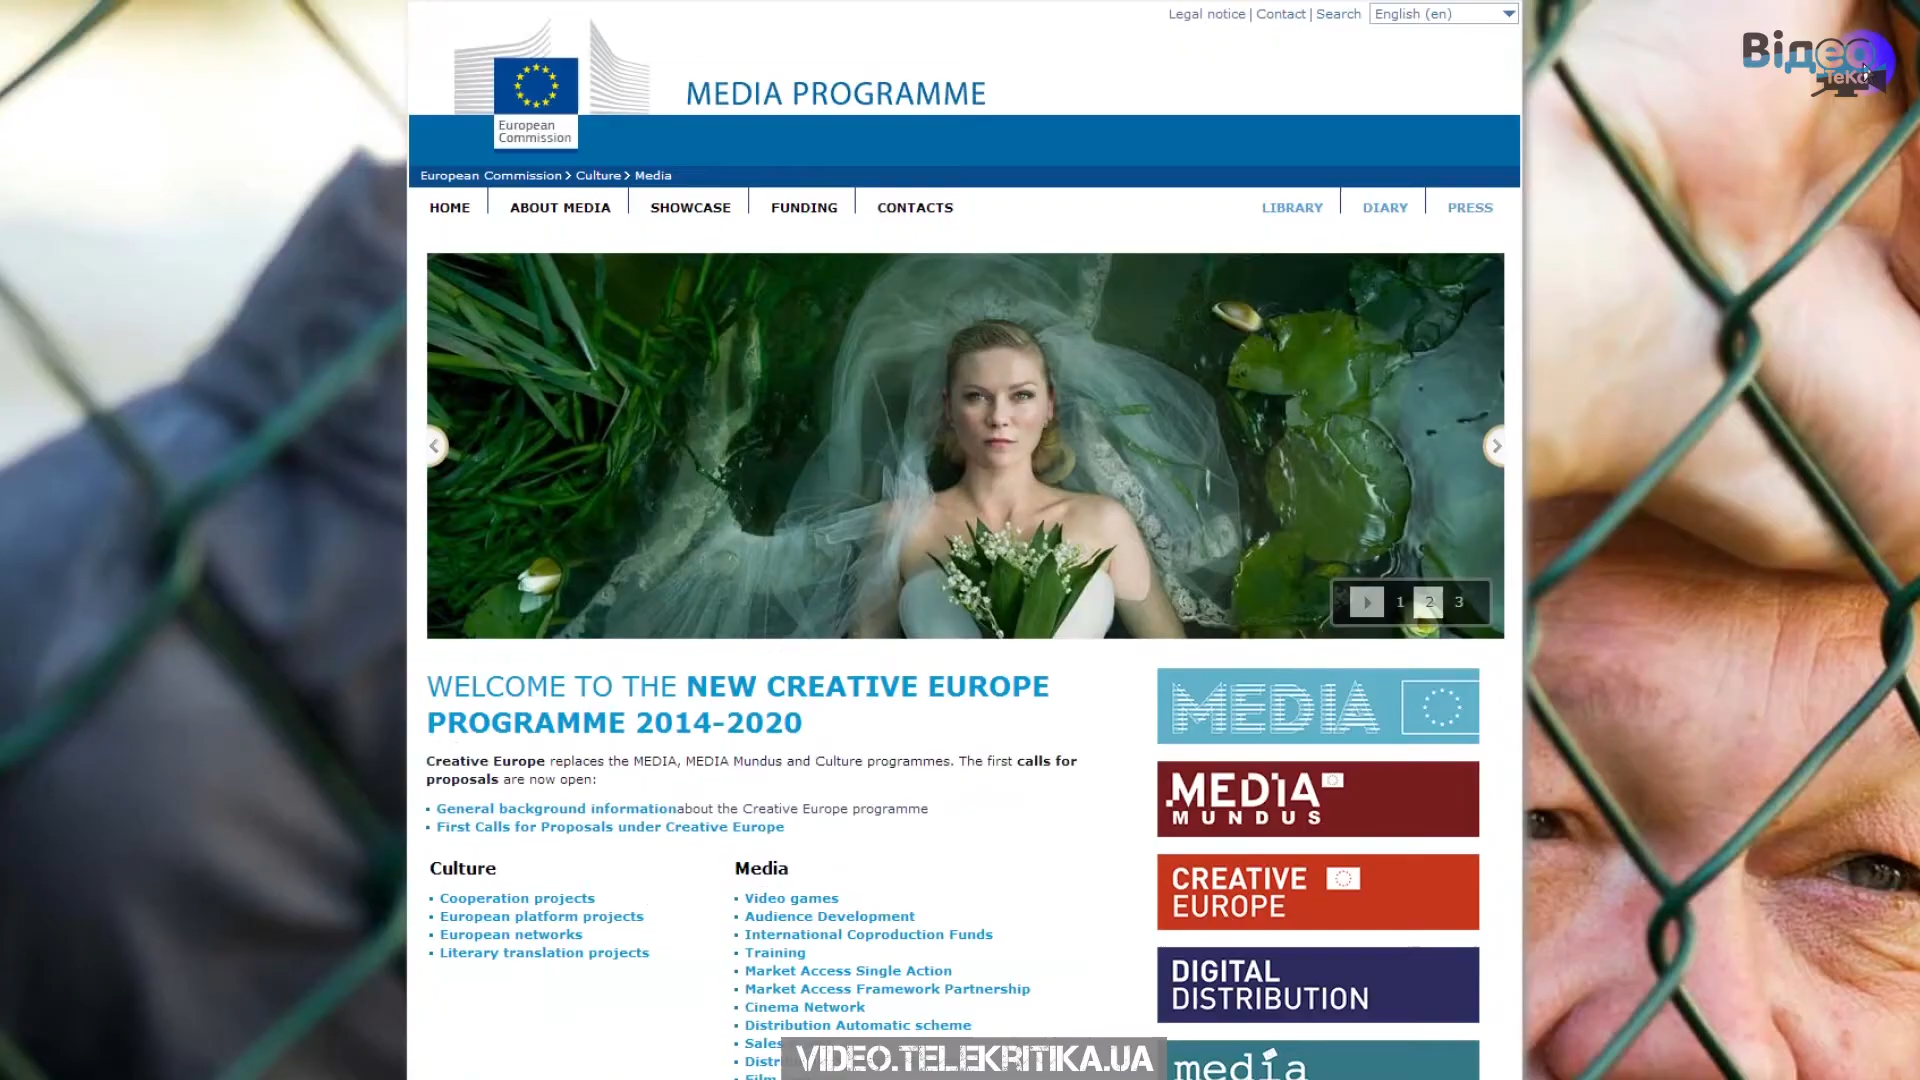 Legal notice | Contact | Search
English (en)
Відео
-Тека
MEDIA PROGRAMME
European
Commission
European Commission > Culture > Media
HOME
ABOUT MEDIA
SHOWCASE
FUNDING
CONTACTS
LIBRARY
DIARY
PRESS
1 2 3
WELCOME TO THE NEW CREATIVE EUROPE
PROGRAMME 2014-2020
Creative Europe replaces the MEDIA, MEDIA Mundus and Culture programmes. The first calls for
proposals are now open:
General background informationabout the Creative Europe programme
First Calls for Proposals under Creative Europe
Culture
Cooperation projects
European platform projects
European networks
Literary translation projects
Media
Video games
Audience Development
International Coproduction Funds
Training
Market Access Single Action
Market Access Framework Partnership
Cinema Network
Distribution Automatic scheme
Sales
MEDIA
MEDIA
MUNDUS
CREATIVE
EUROPE
DIGITAL
DISTRIBUTION
media
VIDEO.TELEKRITIKA.UA